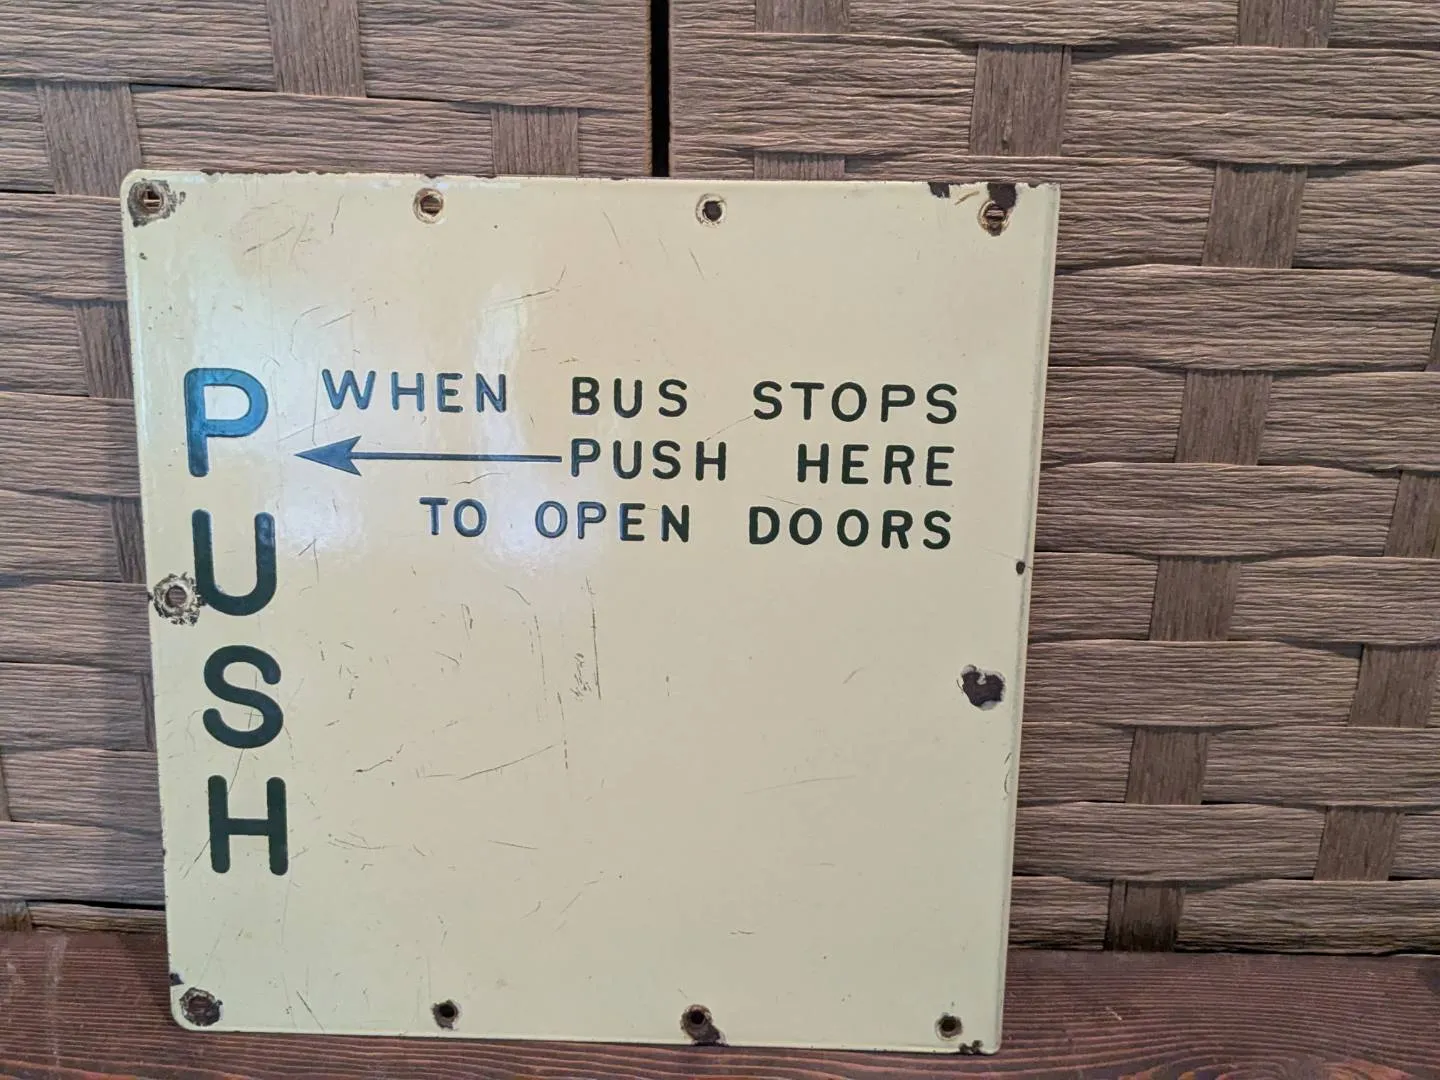 PUSH
WHEN BUS STOPS
PUSH HERE
TO OPEN DOORS